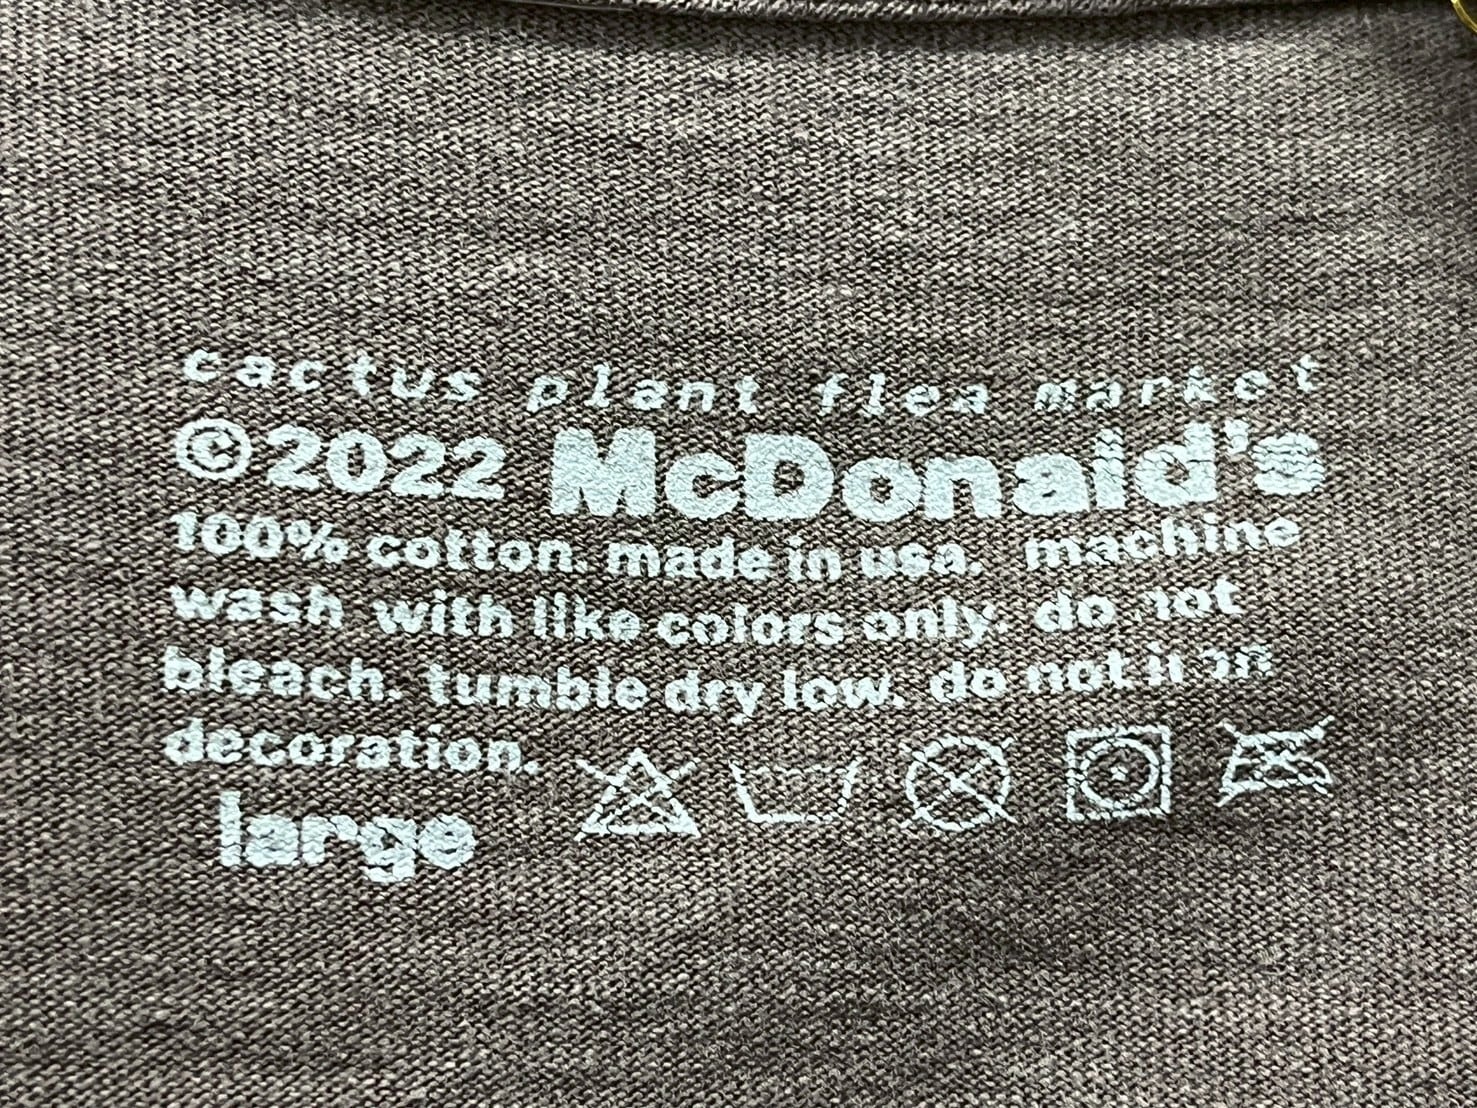 cactus plant flea market
©2022 McDonald's
100% cotton. made in usa. machine
wash with like colors only. do not
bleach. tumble dry low. do not iron
decoration.
large